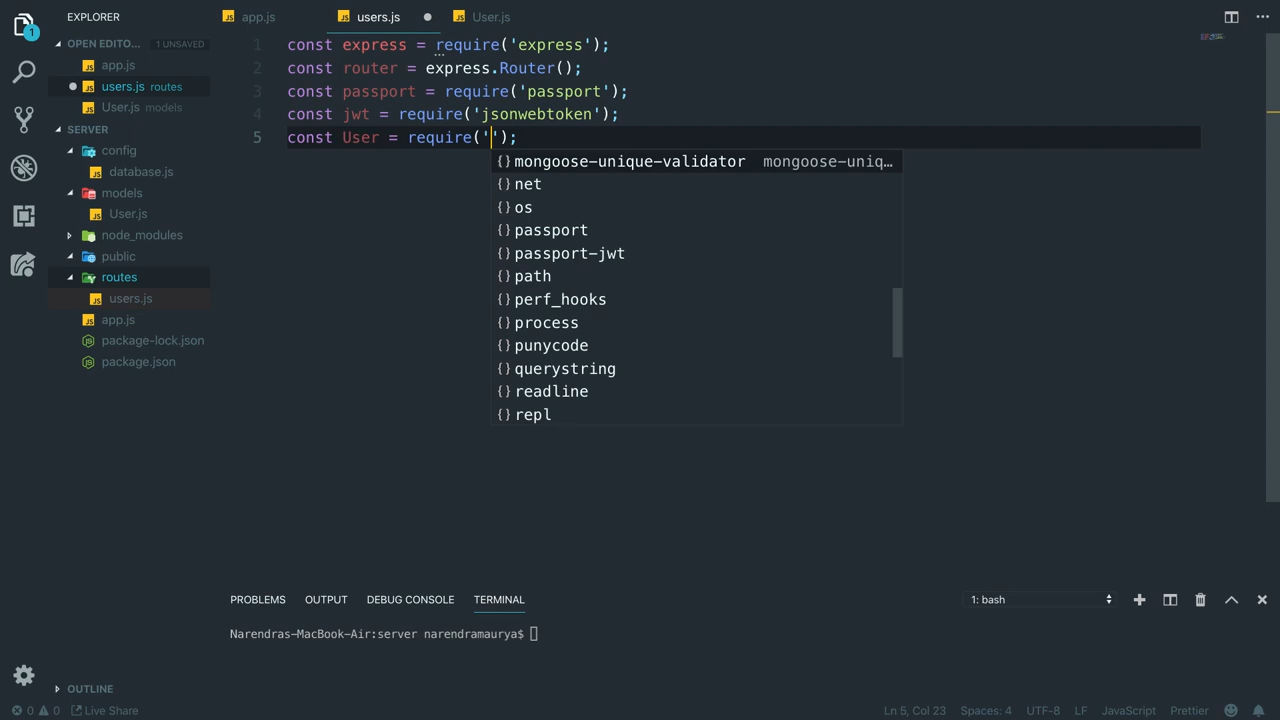 EXPLORER
app.js
users.js
User.js
OPEN EDITO...
1 UNSAVED
app.js
users.js routes
User.js models
SERVER
config
database.js
models
User.js
node_modules
public
routes
users.js
app.js
package-lock.json
package.json
1
1 const express = require('express');
2 const router = express.Router();
3 const passport = require('passport');
4 const jwt = require('jsonwebtoken');
5 const User = require('');
{} mongoose-unique-validator mongoose-uniq...
{} net
{} os
{} passport
{} passport-jwt
{} path
{} perf_hooks
{} process
{} punycode
{} querystring
{} readline
{} repl
PROBLEMS OUTPUT DEBUG CONSOLE TERMINAL
1: bash
Narendras-MacBook-Air:server narendramaurya$
OUTLINE
0 0 Live Share
Ln 5, Col 23 Spaces: 4 UTF-8 LF JavaScript Prettier